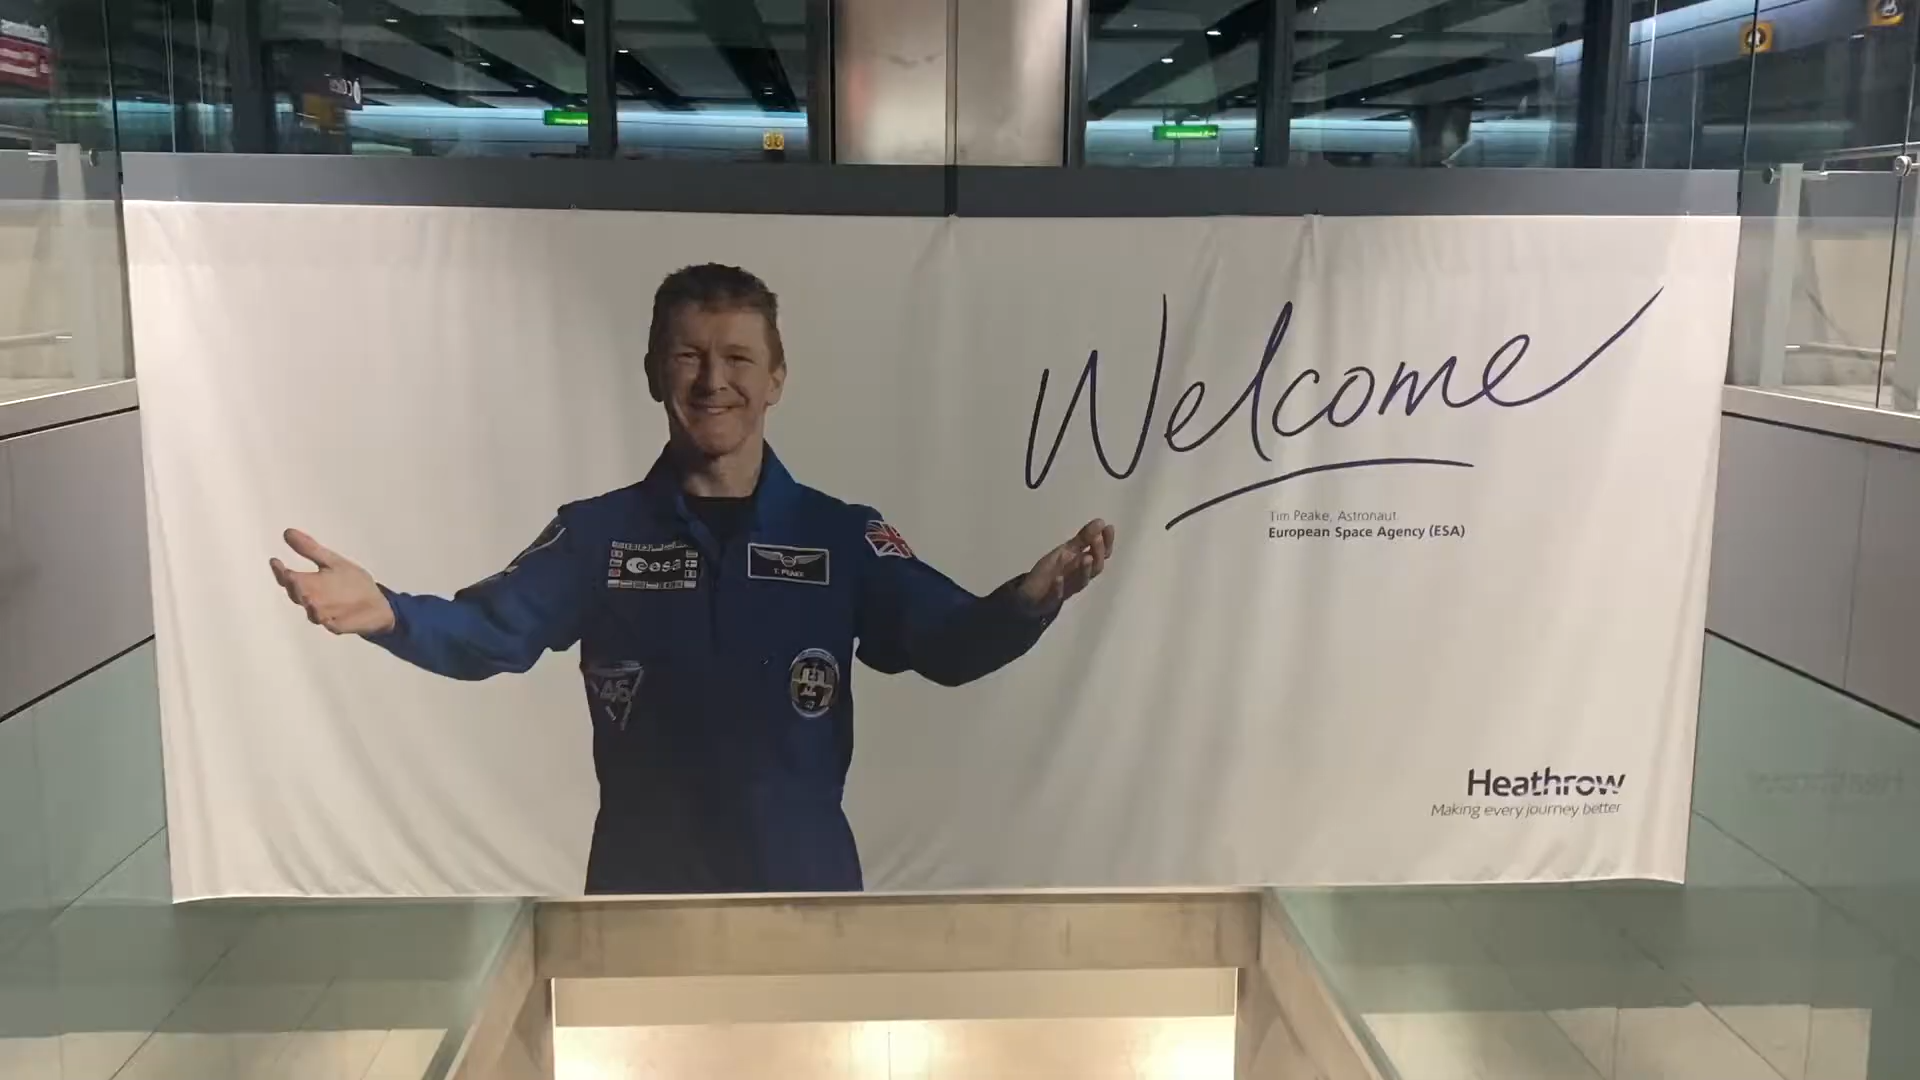 Welcome
Tim Peake, Astronaut
European Space Agency (ESA)
esa
T. PEAKE
46
Heathrow
Making every journey better